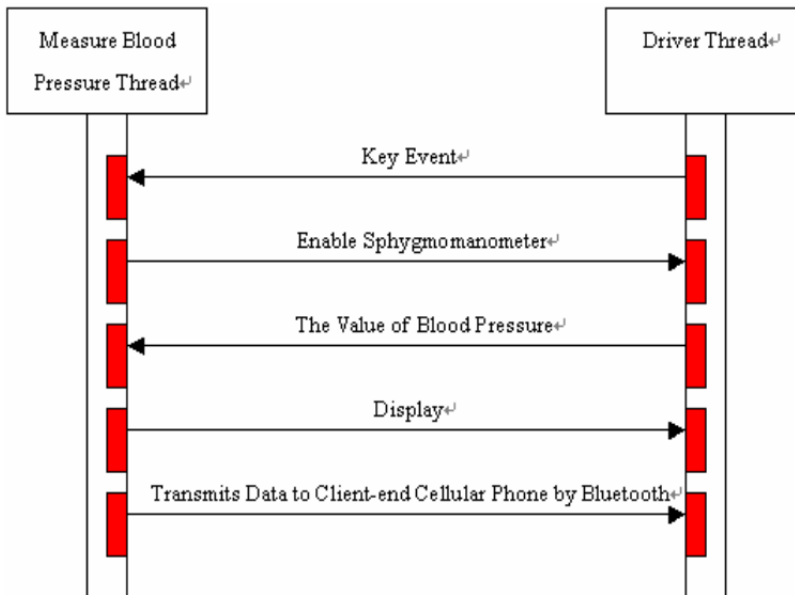 Measure Blood
Pressure Thread↵
Driver Thread↵
Key Event↵
Enable Sphygmomanometer↵
The Value of Blood Pressure↵
Display↵
Transmits Data to Client-end Cellular Phone by Bluetooth↵